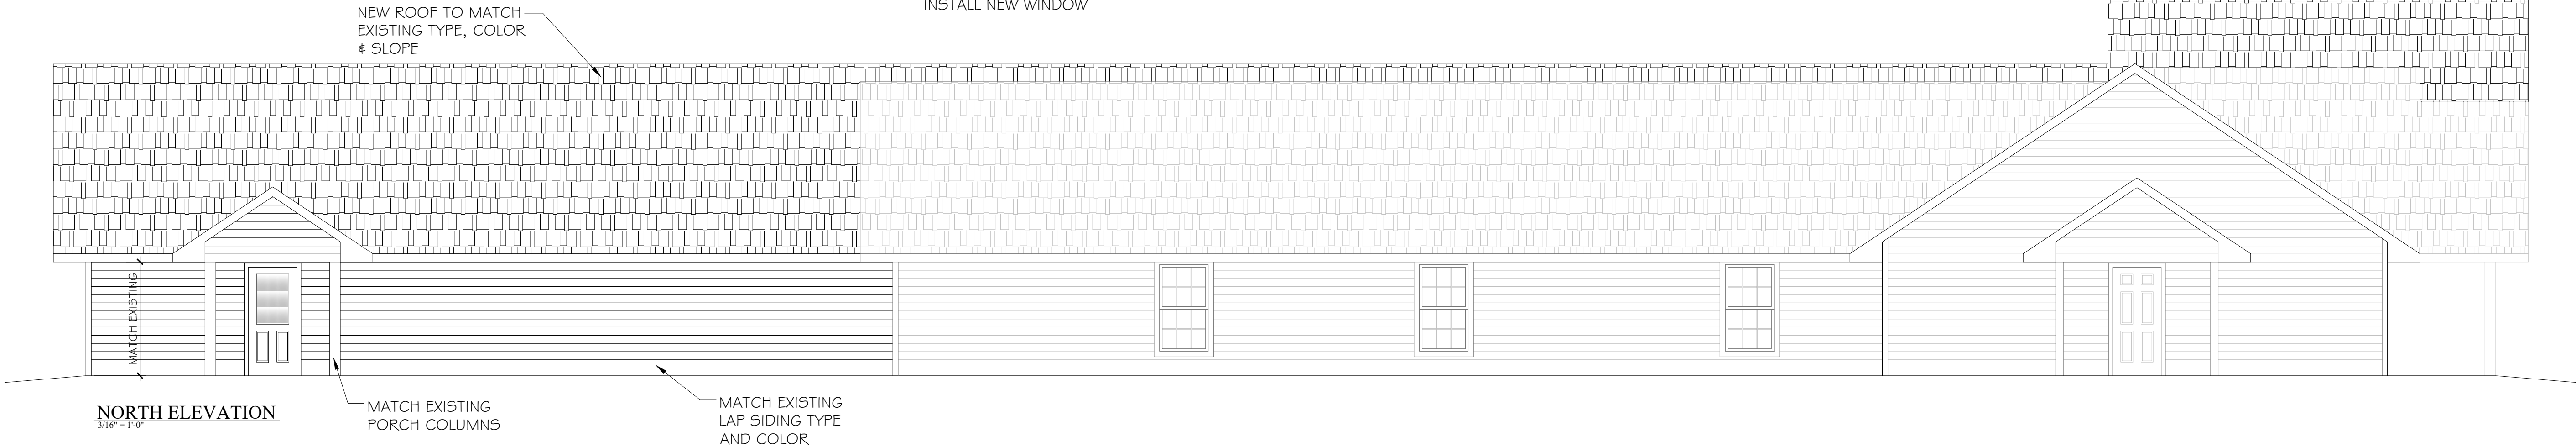 INSTALL NEW WINDOW
NEW ROOF TO MATCH
EXISTING TYPE, COLOR
& SLOPE
MATCH EXISTING
NORTH ELEVATION
3/16" = 1'-0"
MATCH EXISTING
PORCH COLUMNS
MATCH EXISTING
LAP SIDING TYPE
AND COLOR